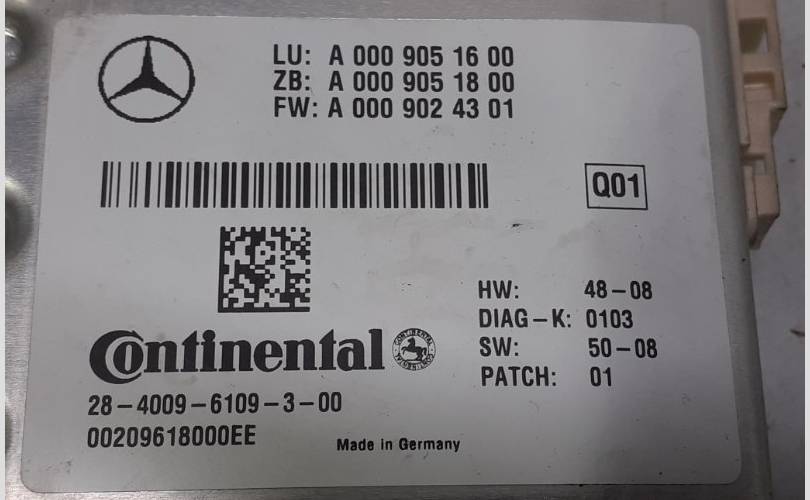 LU: A 000 905 16 00
ZB: A 000 905 18 00
FW: A 000 902 43 01
Q01
HW: 48-08
DIAG-K: 0103
SW: 50-08
PATCH: 01
Continental
28-4009-6109-3-00
00209618000EE
Made in Germany